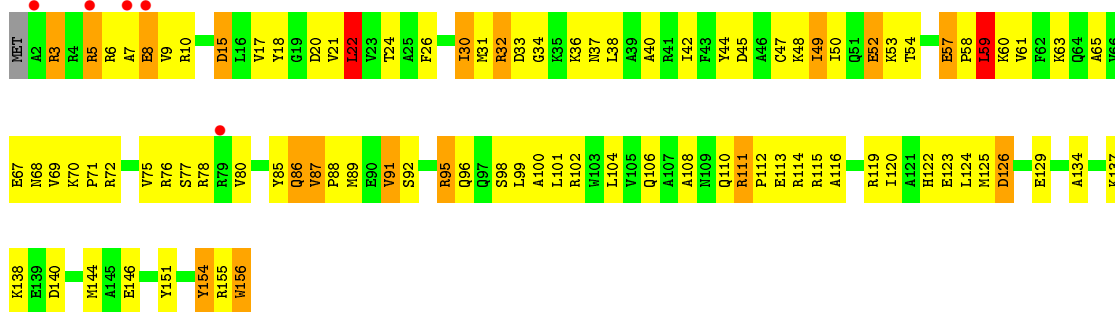 MET A2 R3 R4 R5 R6 A7 E8 V9 R10 D15 L16 V17 Y18 G19 D20 V21 L22 V23 T24 A25 F26 I30 M31 R32 D33 G34 K35 K36 N37 L38 A39 A40 R41 I42 F43 Y44 D45 A46 C47 K48 I49 I50 Q51 E52 K53 T54 E57 P58 L59 K60 V61 F62 K63 Q64 A65 V66
E67 N68 V69 K70 P71 R72 V75 R76 S77 R78 R79 V80 Y85 Q86 V87 P88 M89 E90 V91 S92 R95 Q96 Q97 S98 L99 A100 L101 R102 W103 L104 V105 Q106 A107 A108 N109 Q110 R111 P112 E113 R114 R115 A116 R119 I120 A121 H122 E123 L124 M125 D126 E129 A134 K137
K138 E139 D140 M144 A145 E146 Y151 Y154 R155 W156